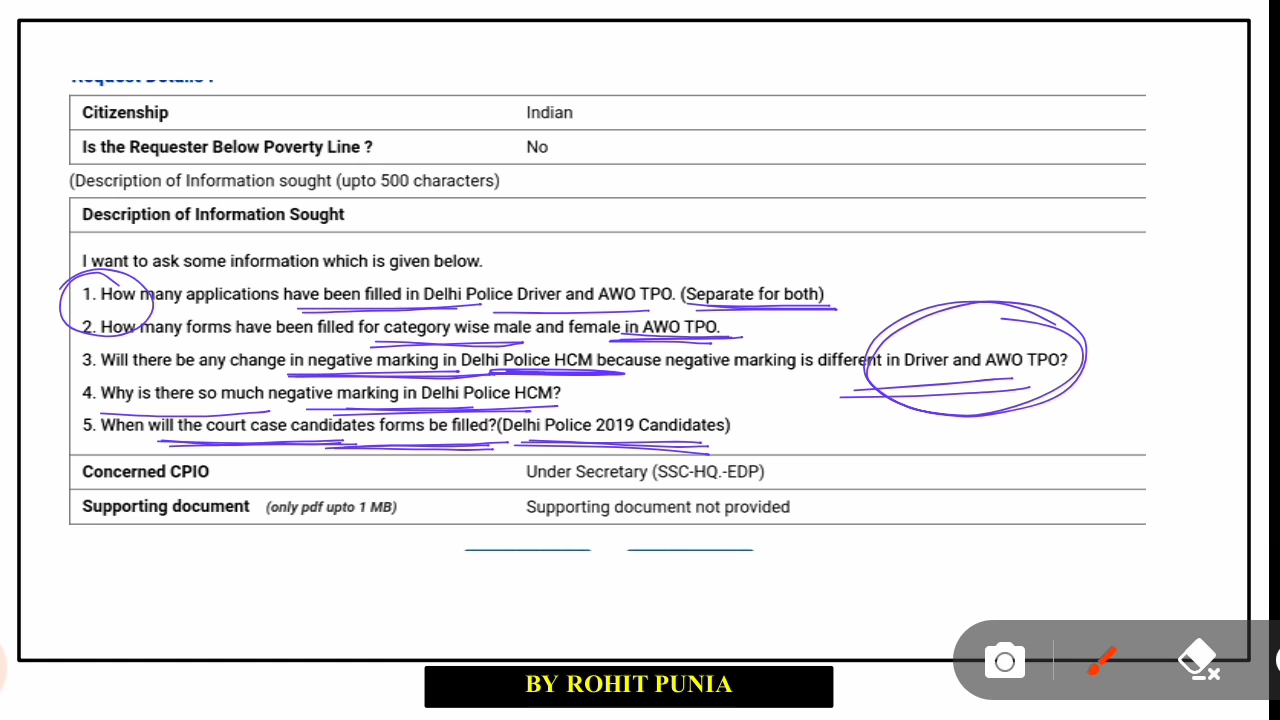 Request Details :
Citizenship Indian
Is the Requester Below Poverty Line ? No
(Description of Information sought (upto 500 characters)
Description of Information Sought
I want to ask some information which is given below.
1. How many applications have been filled in Delhi Police Driver and AWO TPO. (Separate for both)
2. How many forms have been filled for category wise male and female in AWO TPO.
3. Will there be any change in negative marking in Delhi Police HCM because negative marking is different in Driver and AWO TPO?
4. Why is there so much negative marking in Delhi Police HCM?
5. When will the court case candidates forms be filled?(Delhi Police 2019 Candidates)
Concerned CPIO Under Secretary (SSC-HQ.-EDP)
Supporting document (only pdf upto 1 MB) Supporting document not provided
BY ROHIT PUNIA